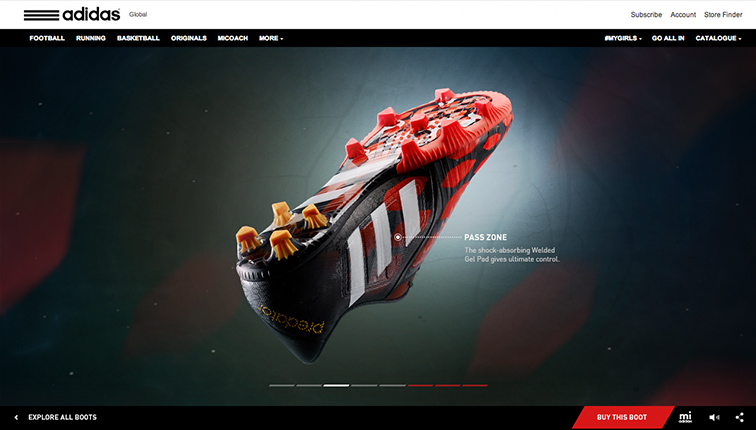 adidas
Global
Subscribe Account Store Finder
FOOTBALL RUNNING BASKETBALL ORIGINALS MICOACH MORE
#MYGIRLS GO ALL IN CATALOGUE
PASS ZONE
The shock-absorbing Welded
Gel Pad gives ultimate control.
predator
EXPLORE ALL BOOTS
BUY THIS BOOT
mi
adidas